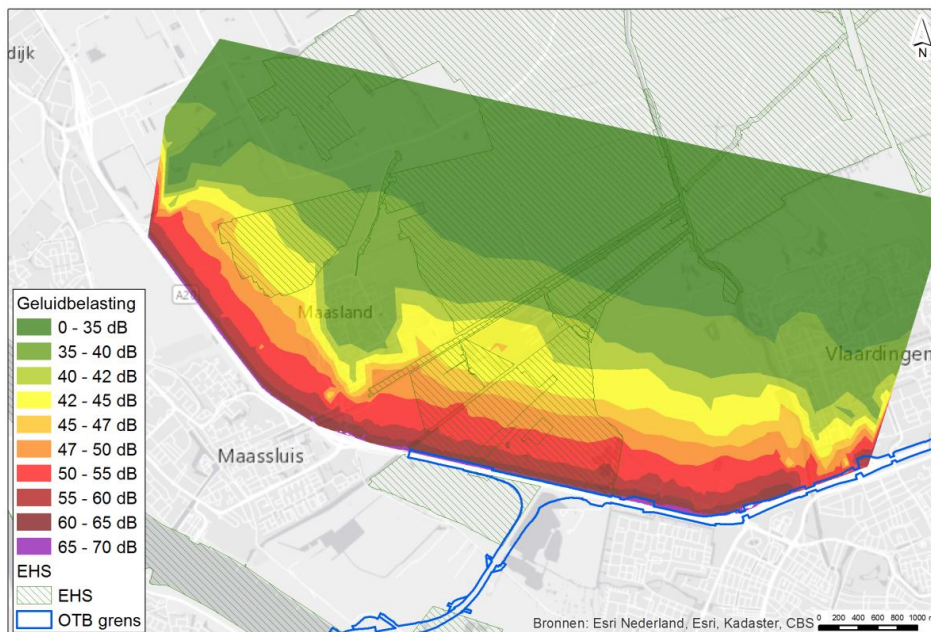 dijk
N
A20
Maasland
Vlaardingen
Maassluis
Geluidbelasting
0 - 35 dB
35 - 40 dB
40 - 42 dB
42 - 45 dB
45 - 47 dB
47 - 50 dB
50 - 55 dB
55 - 60 dB
60 - 65 dB
65 - 70 dB
EHS
EHS
OTB grens
Bronnen: Esri Nederland, Esri, Kadaster, CBS
0 200 400 600 800 1000 m